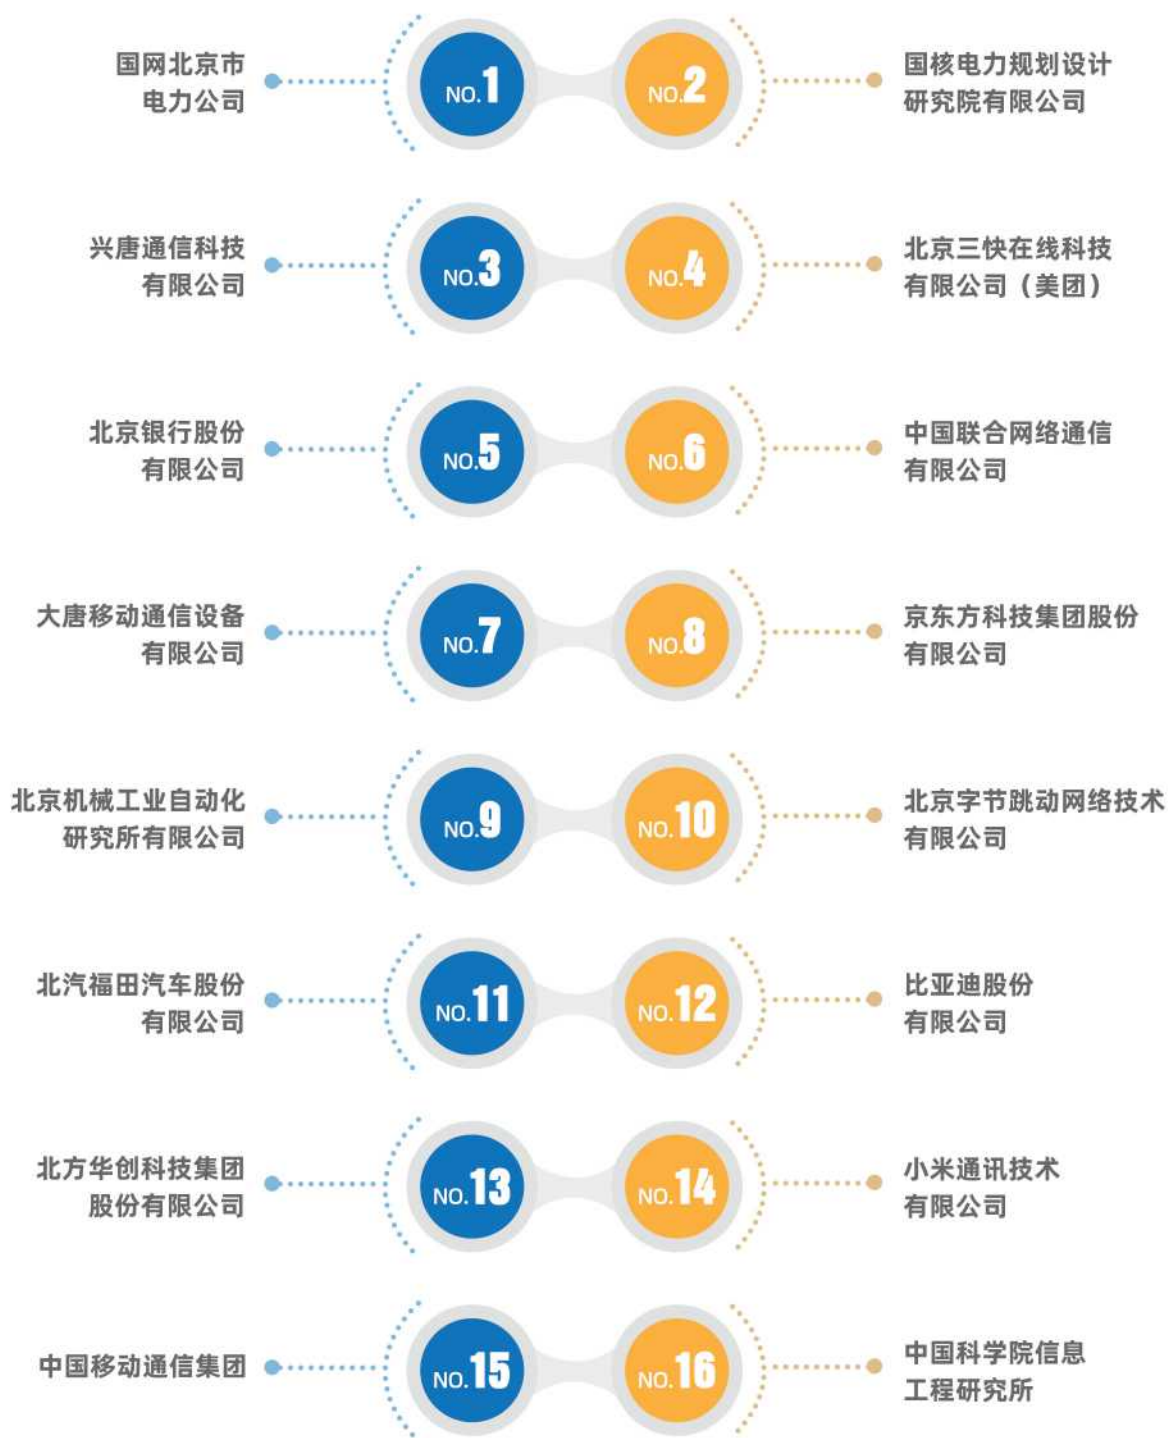 国网北京市
电力公司
NO.1
NO.2
国核电力规划设计
研究院有限公司
兴唐通信科技
有限公司
NO.3
NO.4
北京三快在线科技
有限公司（美团）
北京银行股份
有限公司
NO.5
NO.6
中国联合网络通信
有限公司
大唐移动通信设备
有限公司
NO.7
NO.8
京东方科技集团股份
有限公司
北京机械工业自动化
研究所有限公司
NO.9
NO.10
北京字节跳动网络技术
有限公司
北汽福田汽车股份
有限公司
NO.11
NO.12
比亚迪股份
有限公司
北方华创科技集团
股份有限公司
NO.13
NO.14
小米通讯技术
有限公司
中国移动通信集团
NO.15
NO.16
中国科学院信息
工程研究所